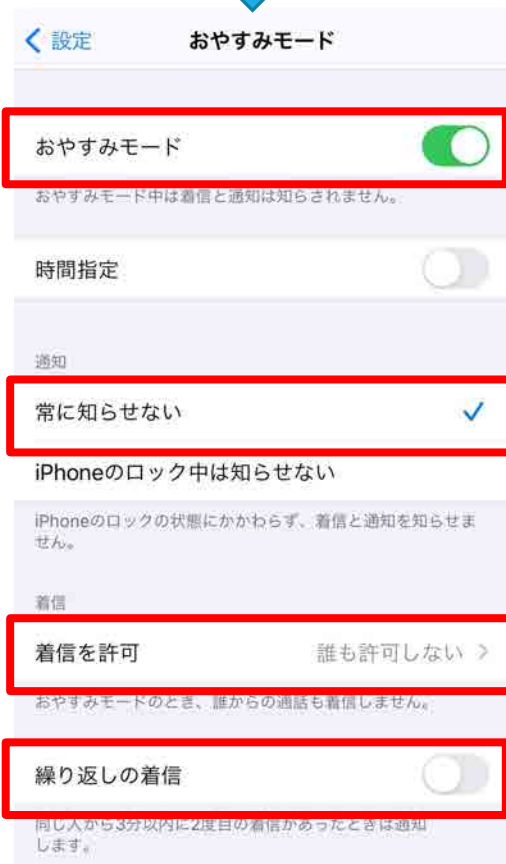 設定 おやすみモード
おやすみモード
おやすみモード中は着信と通知は知らされません。
時間指定
通知
常に知らせない
iPhoneのロック中は知らせない
iPhoneのロックの状態にかかわらず、着信と通知を知らせま
せん。
着信
着信を許可 誰も許可しない
おやすみモードのとき、誰からの通話も着信しません。
繰り返しの着信
同じ人から3分以内に2度目の着信があったときは通知
します。